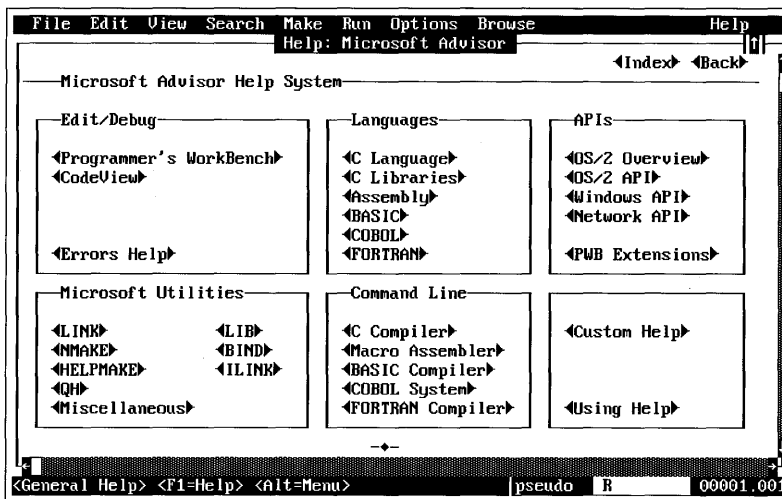 File Edit View Search Make Run Options Browse Help
Help: Microsoft Advisor
◄Index► ◄Back►
Microsoft Advisor Help System
Edit/Debug Languages APIs
◄Programmer's WorkBench► ◄C Language► ◄OS/2 Overview►
◄CodeView► ◄C Libraries► ◄OS/2 API►
◄Assembly► ◄Windows API►
◄BASIC► ◄Network API►
◄COBOL►
◄Errors Help► ◄FORTRAN► ◄PWB Extensions►
Microsoft Utilities Command Line
◄LINK► ◄LIB► ◄C Compiler► ◄Custom Help►
◄NMAKE► ◄BIND► ◄Macro Assembler►
◄HELPMAKE► ◄ILINK► ◄BASIC Compiler►
◄QH► ◄COBOL System►
◄Miscellaneous► ◄FORTRAN Compiler► ◄Using Help►
<General Help> <F1=Help> <Alt=Menu> pseudo R 00001.00